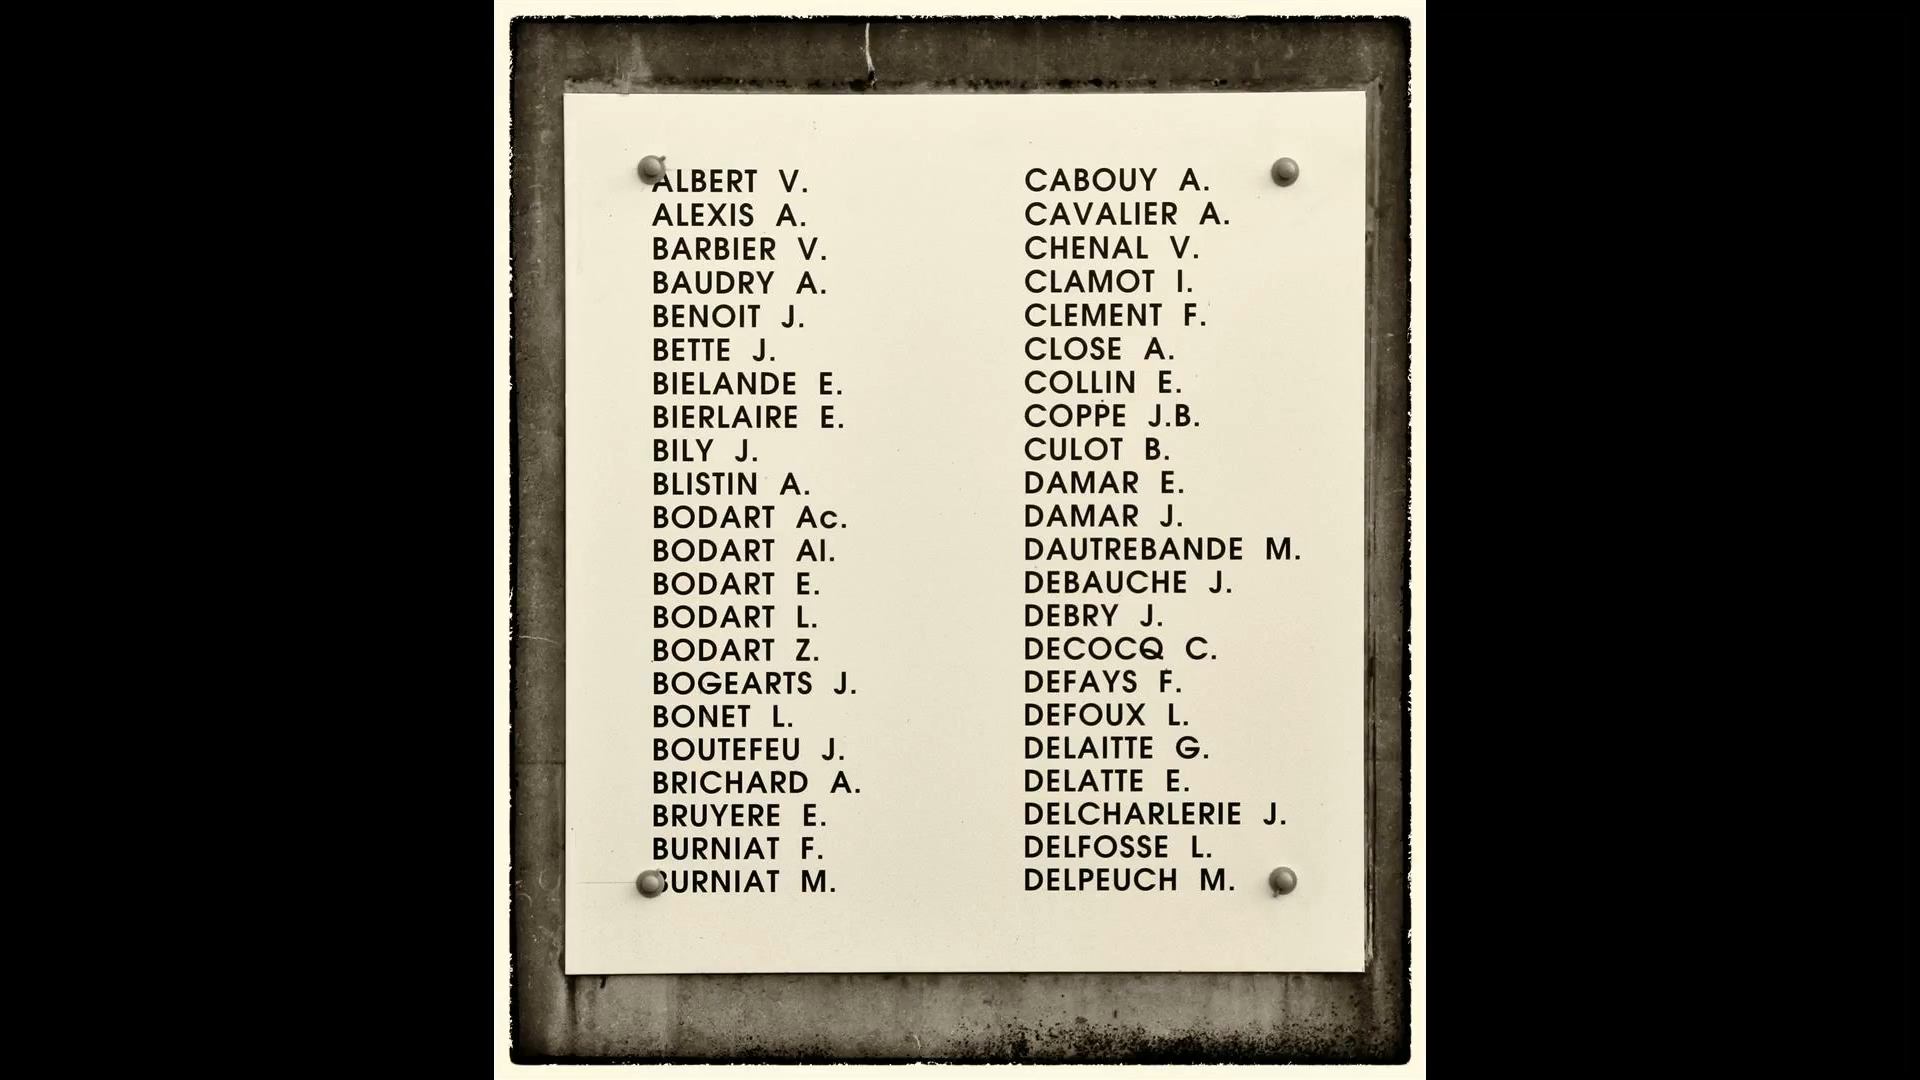 ALBERT V.
ALEXIS A.
BARBIER V.
BAUDRY A.
BENOIT J.
BETTE J.
BIELANDE E.
BIERLAIRE E.
BILY J.
BLISTIN A.
BODART Ac.
BODART Al.
BODART E.
BODART L.
BODART Z.
BOGEARTS J.
BONET L.
BOUTEFEU J.
BRICHARD A.
BRUYERE E.
BURNIAT F.
BURNIAT M.
CABOUY A.
CAVALIER A.
CHENAL V.
CLAMOT I.
CLEMENT F.
CLOSE A.
COLLIN E.
COPPE J.B.
CULOT B.
DAMAR E.
DAMAR J.
DAUTREBANDE M.
DEBAUCHE J.
DEBRY J.
DECOCQ C.
DEFAYS F.
DEFOUX L.
DELAITTE G.
DELATTE E.
DELCHARLERIE J.
DELFOSSE L.
DELPEUCH M.